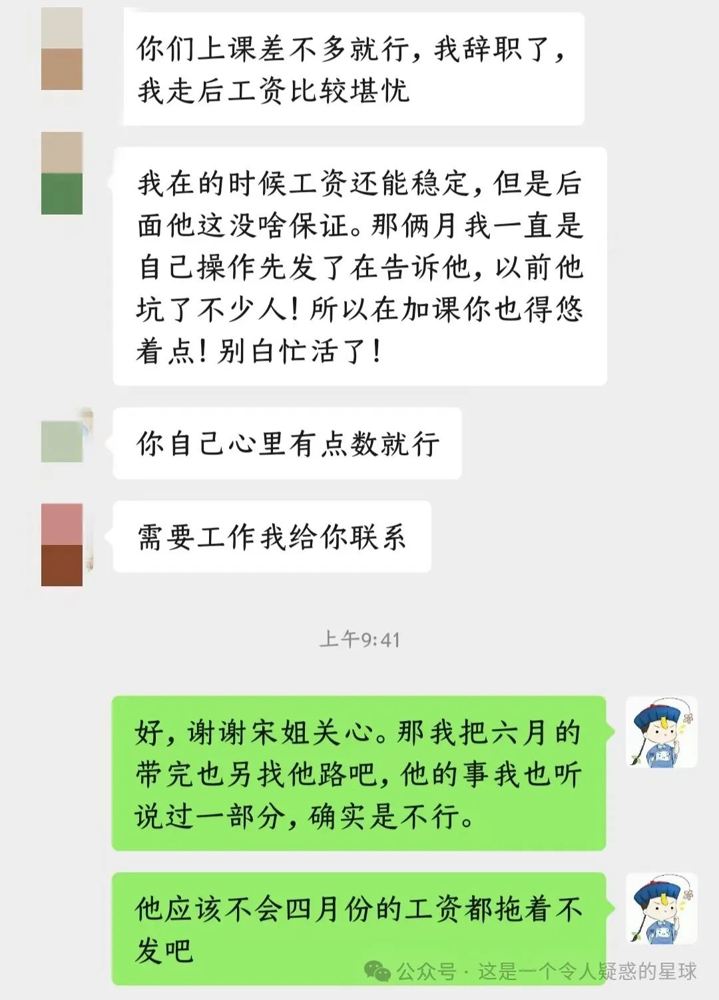 你们上课差不多就行，我辞职了，
我走后工资比较堪忧
我在的时候工资还能稳定，但是后
面他这没啥保证。那俩月我一直是
自己操作先发了在告诉他，以前他
坑了不少人！所以在加课你也得悠
着点！别白忙活了！
你自己心里有点数就行
需要工作我给你联系
上午9:41
好，谢谢宋姐关心。那我把六月的
带完也另找他路吧，他的事我也听
说过一部分，确实是不行。
他应该不会四月份的工资都拖着不
发吧
公众号·这是一个令人疑惑的星球